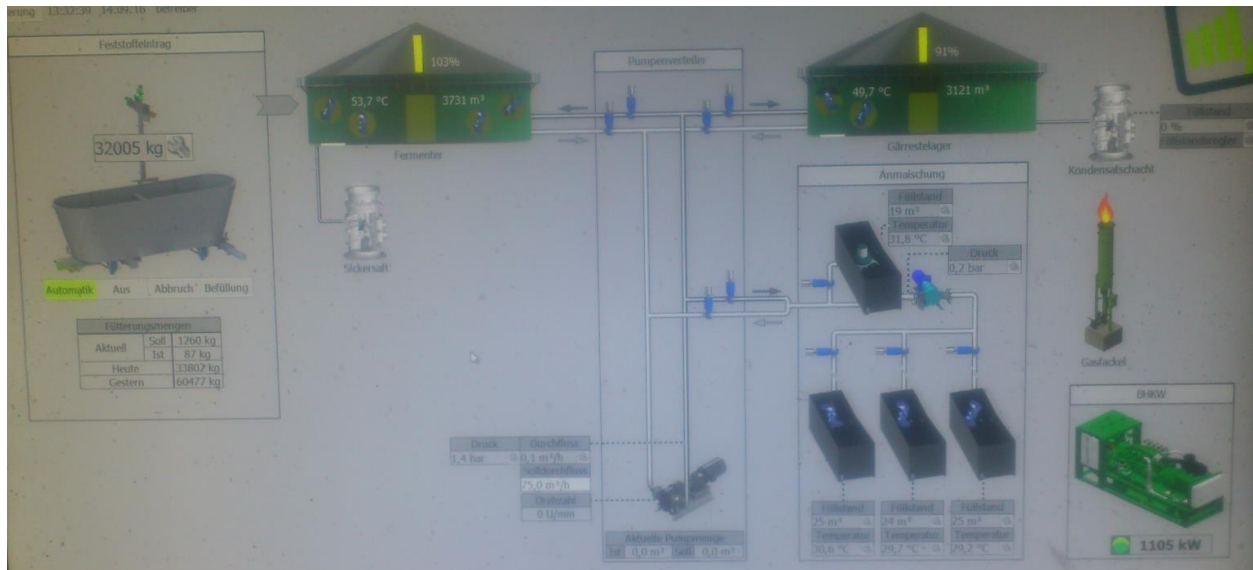 13:32:39 14.09.16 Betreiber
Feststoffeintrag
32005 kg
Automatik Aus Abbruch Befüllung
Fütterungsmengen
Aktuell Soll 1260 kg
Ist 87 kg
Heute 33802 kg
Gestern 60477 kg
103%
53,7 °C 3731 m³
Fermenter
Sickersaft
Pumpenverteiler
91%
49,7 °C 3121 m³
Gärrestelager
Füllstand
0 %
Füllstandsregler
Kondensatschacht
Anmaischung
Füllstand
19 m³
Temperatur
31,8 °C
Druck
0,2 bar
Gasfackel
Druck Durchfluss
1,4 bar 0,1 m³/h
Solldurchfluss
75,0 m³/h
Drehzahl
0 U/min
Aktuelle Pumpmenge
Ist 0,0 m³ Soll 0,0 m³
Füllstand Füllstand Füllstand
25 m³ 24 m³ 25 m³
Temperatur Temperatur Temperatur
30,6 °C 29,7 °C 29,2 °C
BHKW
1105 kW